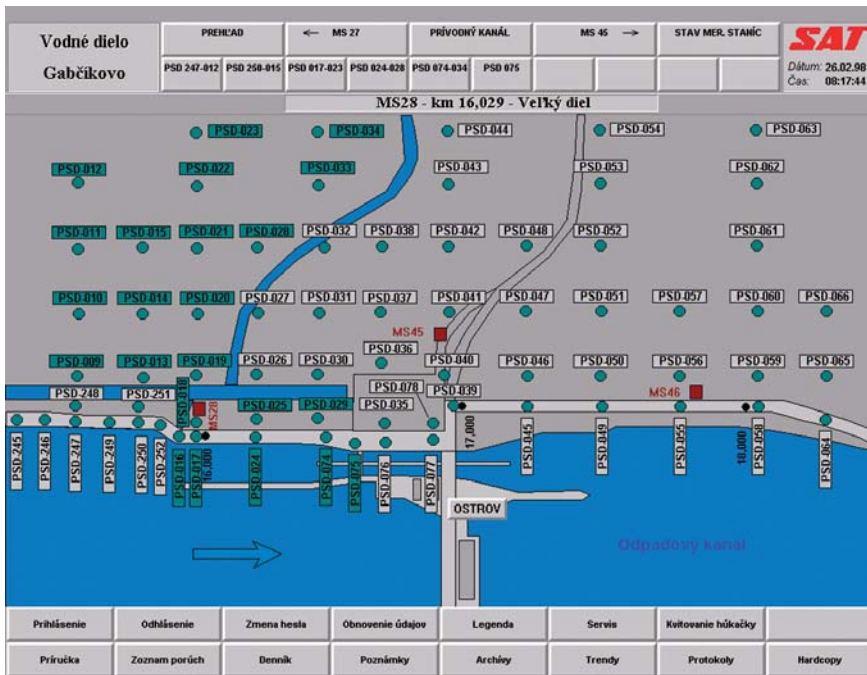 Vodné dielo
Gabčíkovo
PREHĽAD
← MS 27
PRÍVODNÝ KANÁL
MS 45 →
STAV MER. STANÍC
PSD 247-012
PSD 250-015
PSD 017-023
PSD 024-028
PSD 074-034
PSD 075
SAT
Dátum: 26.02.98
Čas: 08:17:44
MS28 - km 16,029 - Veľký diel
PSD-023
PSD-034
PSD-044
PSD-054
PSD-063
PSD-012
PSD-022
PSD-033
PSD-043
PSD-053
PSD-062
PSD-011
PSD-015
PSD-021
PSD-028
PSD-032
PSD-038
PSD-042
PSD-048
PSD-052
PSD-061
PSD-010
PSD-014
PSD-020
PSD-027
PSD-031
PSD-037
PSD-041
PSD-047
PSD-051
PSD-057
PSD-060
PSD-066
MS45
PSD-036
PSD-009
PSD-013
PSD-019
PSD-026
PSD-030
PSD-040
PSD-046
PSD-050
PSD-056
PSD-059
PSD-065
PSD-248
PSD-251
PSD-018
MS28
PSD-078
PSD-039
MS46
PSD-025
PSD-029
PSD-035
PSD-245
PSD-246
PSD-247
PSD-249
PSD-250
PSD-252
PSD-016
PSD-017
16,000
PSD-024
PSD-074
PSD-075
PSD-076
PSD-077
17,000
PSD-045
PSD-049
PSD-055
18,000
PSD-058
PSD-064
OSTROV
Odpadový kanál
Prihlásenie
Odhlásenie
Zmena hesla
Obnovenie údajov
Legenda
Servis
Kvitovanie húkačky
Príručka
Zoznam porúch
Denník
Poznámky
Archívy
Trendy
Protokoly
Hardcopy